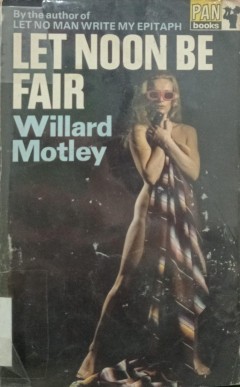 By the author of
LET NO MAN WRITE MY EPITAPH
PAN
books
LET NOON BE
FAIR
Willard
Motley